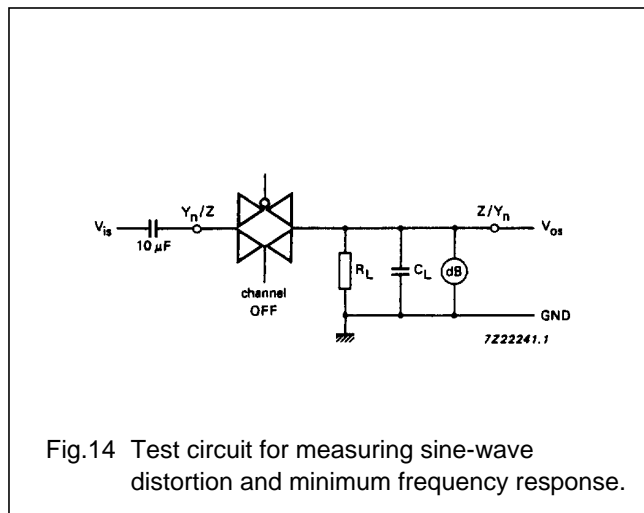 Yn/Z
Z/Yn
Vis
Vos
10 µF
RL
CL
dB
channel
OFF
GND
7Z22241.1
Fig.14 Test circuit for measuring sine-wave
distortion and minimum frequency response.